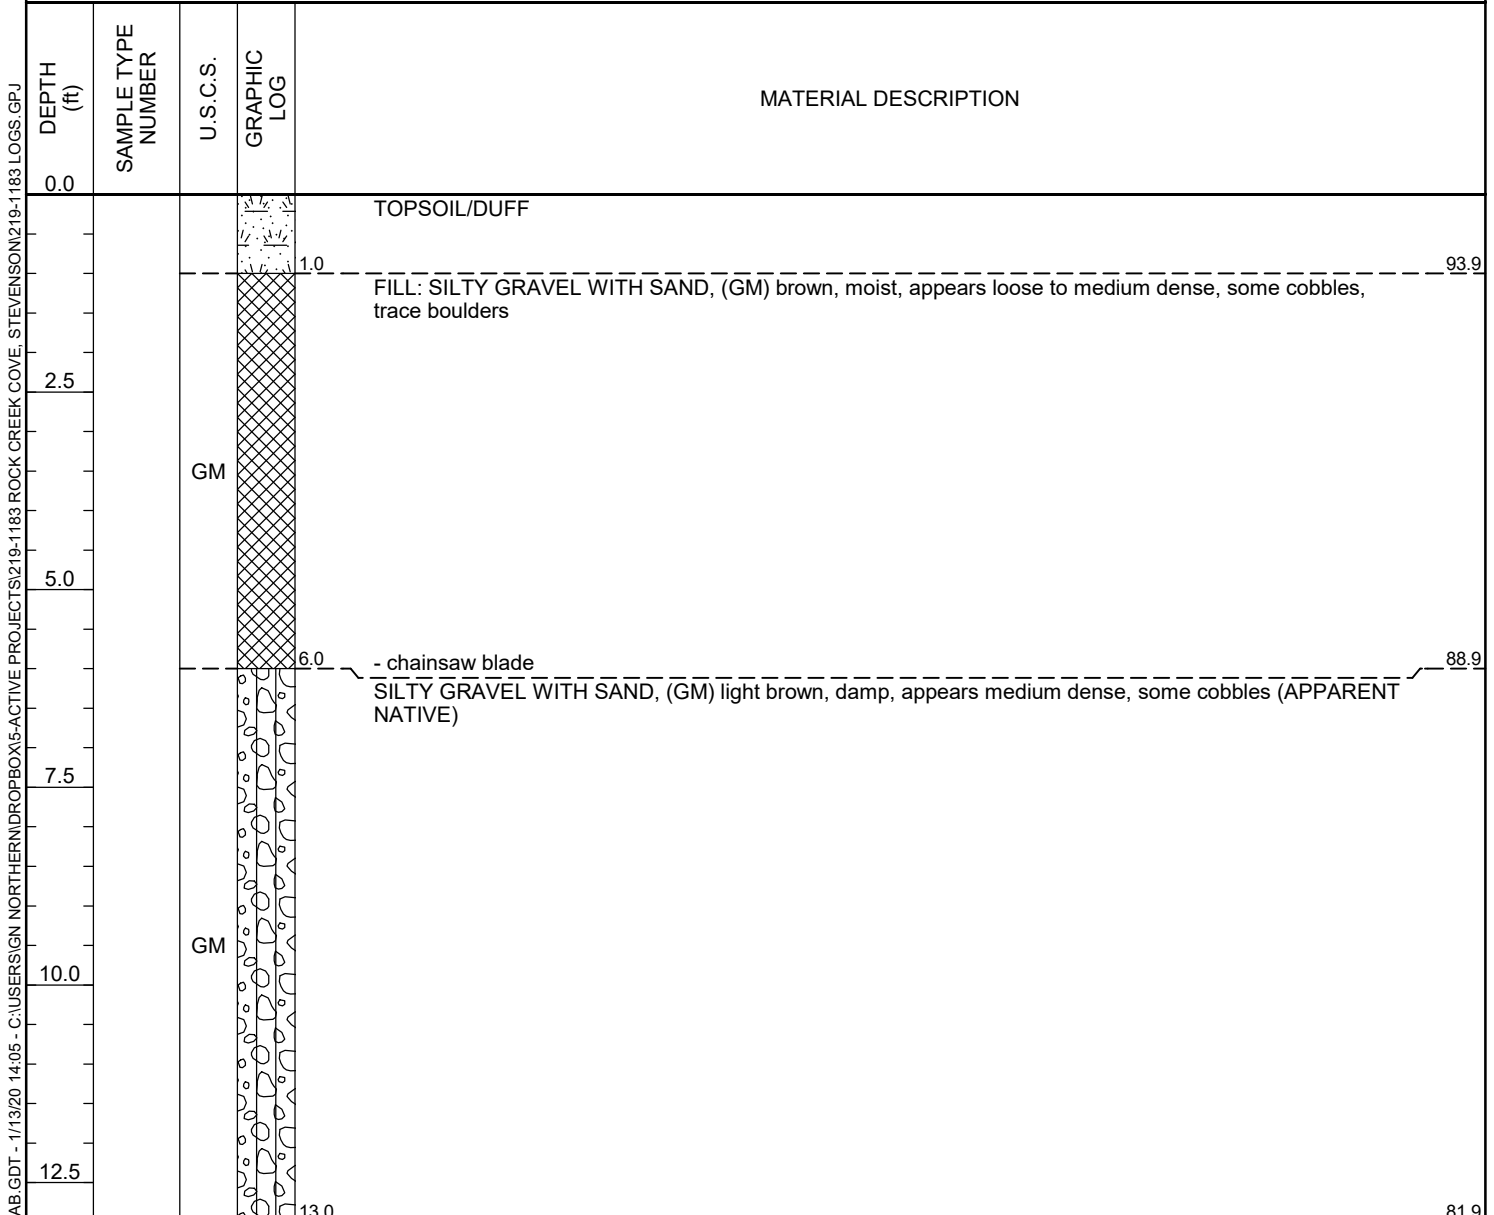 DEPTH
(ft)
SAMPLE TYPE
NUMBER
U.S.C.S.
GRAPHIC
LOG
MATERIAL DESCRIPTION
0.0
TOPSOIL/DUFF
1.0
93.9
FILL: SILTY GRAVEL WITH SAND, (GM) brown, moist, appears loose to medium dense, some cobbles,
trace boulders
2.5
GM
5.0
6.0
- chainsaw blade
88.9
SILTY GRAVEL WITH SAND, (GM) light brown, damp, appears medium dense, some cobbles (APPARENT
NATIVE)
7.5
GM
10.0
12.5
13.0
81.9
AB.GDT - 1/13/20 14:05 - C:\USERS\GN NORTHERN\DROPBOX\5-ACTIVE PROJECTS\219-1183 ROCK CREEK COVE, STEVENSON\219-1183 LOGS.GPJ